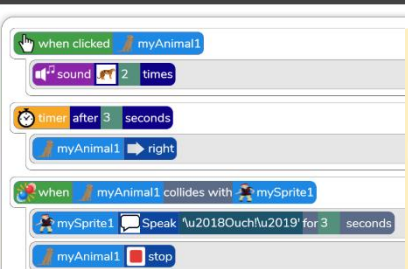 when clicked myAnimal1
sound 2 times
timer after 3 seconds
myAnimal1 right
when myAnimal1 collides with mySprite1
mySprite1 Speak '\u2018Ouch!\u2019' for 3 seconds
myAnimal1 stop